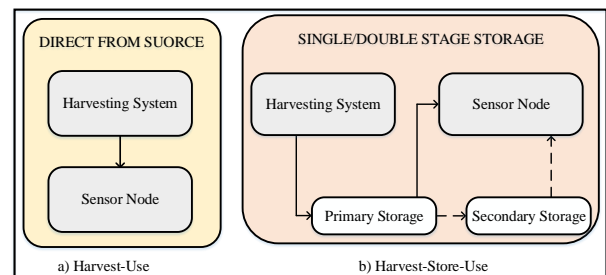 DIRECT FROM SUORCE
Harvesting System
Sensor Node
a) Harvest-Use
SINGLE/DOUBLE STAGE STORAGE
Harvesting System
Sensor Node
Primary Storage
Secondary Storage
b) Harvest-Store-Use